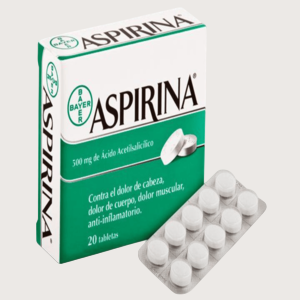 BAYER
BAYER
ASPIRINA®
500 mg de Ácido Acetilsalicílico
Contra el dolor de cabeza,
dolor de cuerpo, dolor muscular,
anti-inflamatorio.
20 tabletas
ASPIRINA